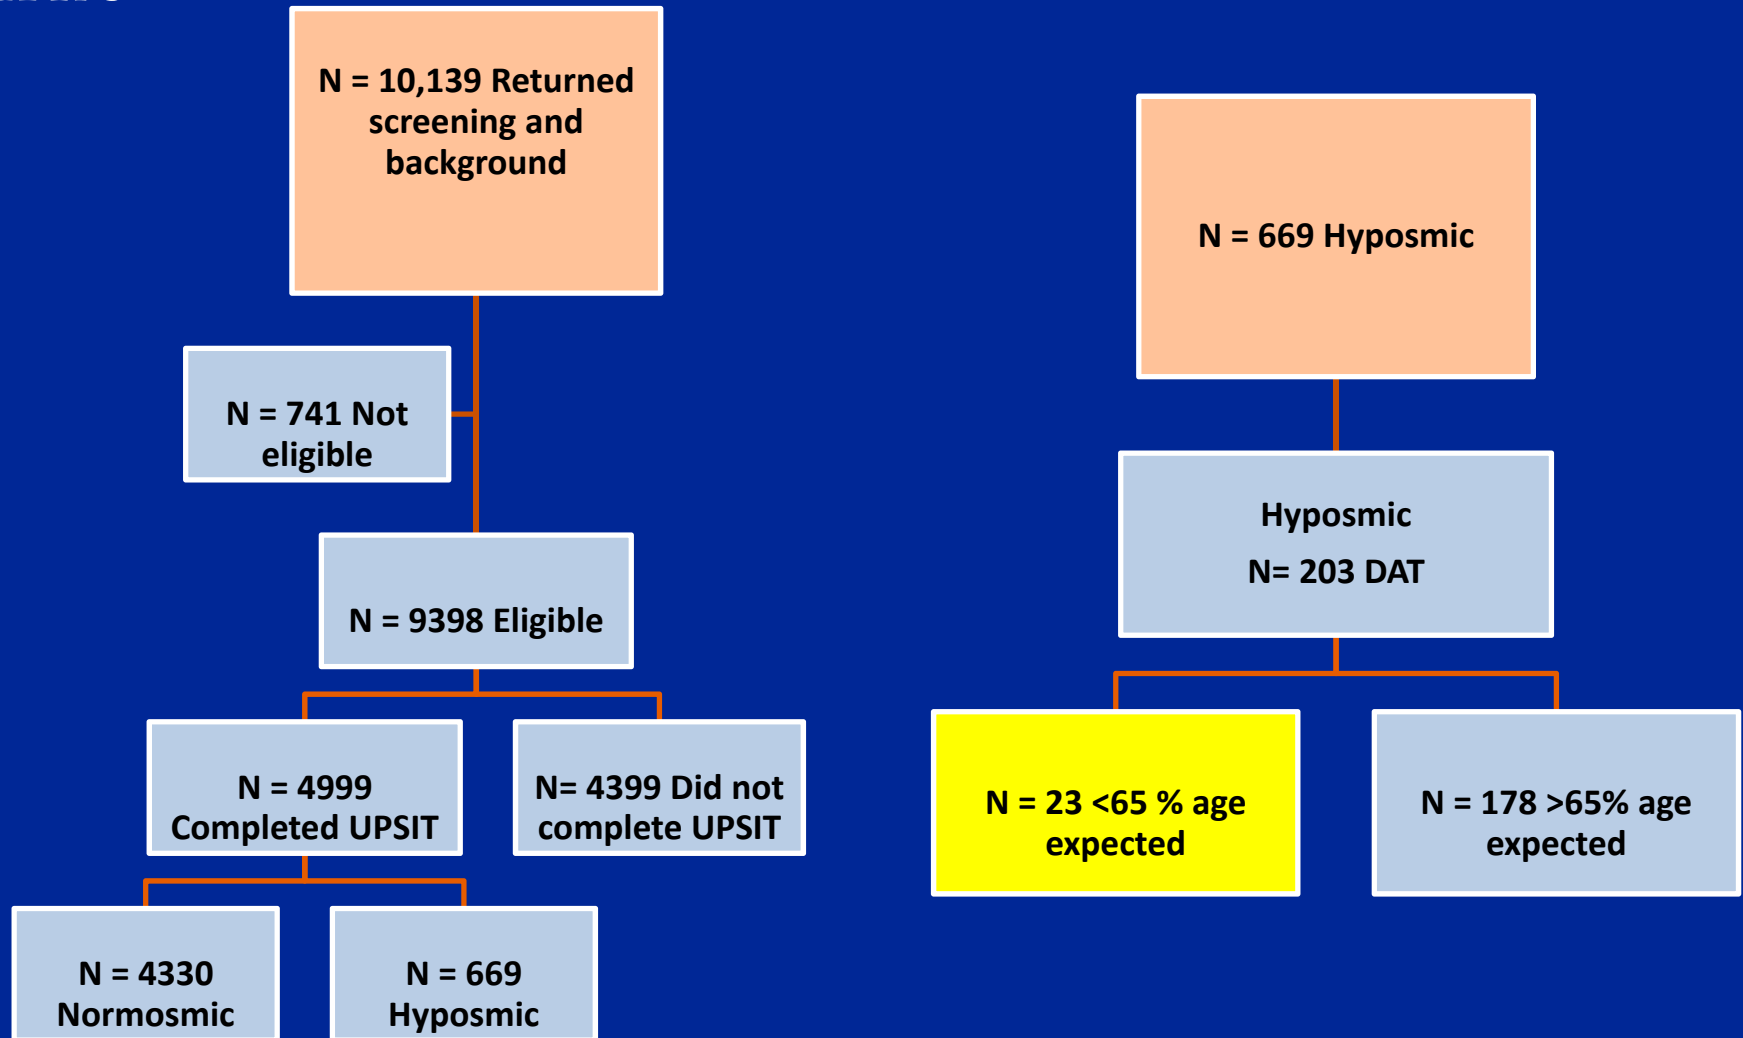 N = 10,139 Returned
screening and
background
N = 741 Not
eligible
N = 9398 Eligible
N = 4999
Completed UPSIT
N= 4399 Did not
complete UPSIT
N = 4330
Normosmic
N = 669
Hyposmic
N = 669 Hyposmic
Hyposmic
N= 203 DAT
N = 23 <65 % age
expected
N = 178 >65% age
expected